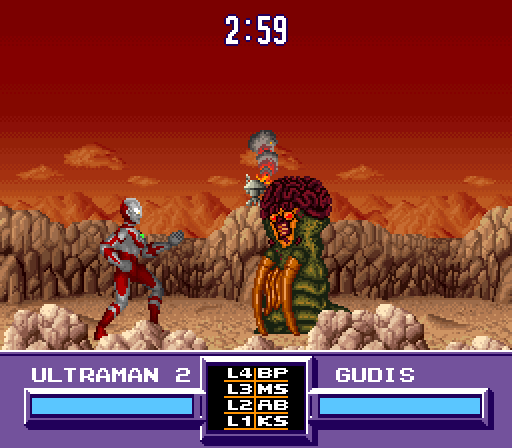 2:59
ULTRAMAN 2
GUDIS
L4 BP
L3 MS
L2 AB
L1 KS